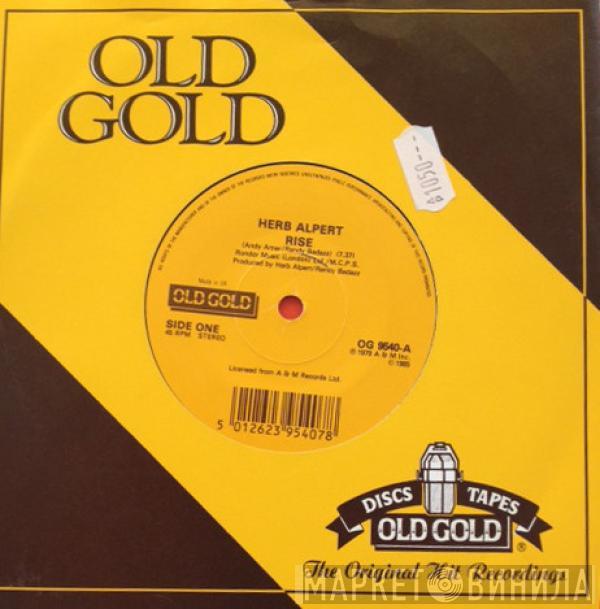 OLD
GOLD
61050---
HERB ALPERT
RISE
(Andy Armer/Randy Badazz) (7.37)
Rondor Music (London) Ltd./M.C.P.S.
Produced by Herb Alpert/Randy Badazz
Made in UK
OLD GOLD
SIDE ONE
45 RPM STEREO
OG 9540-A
℗ 1979 A & M Inc.
© 1985
Licensed from A & M Records Ltd.
5 012623 954078
DISCS TAPES
OLD GOLD
®
The Original Hit Recordings
МАРКЕТ ВИНИЛА